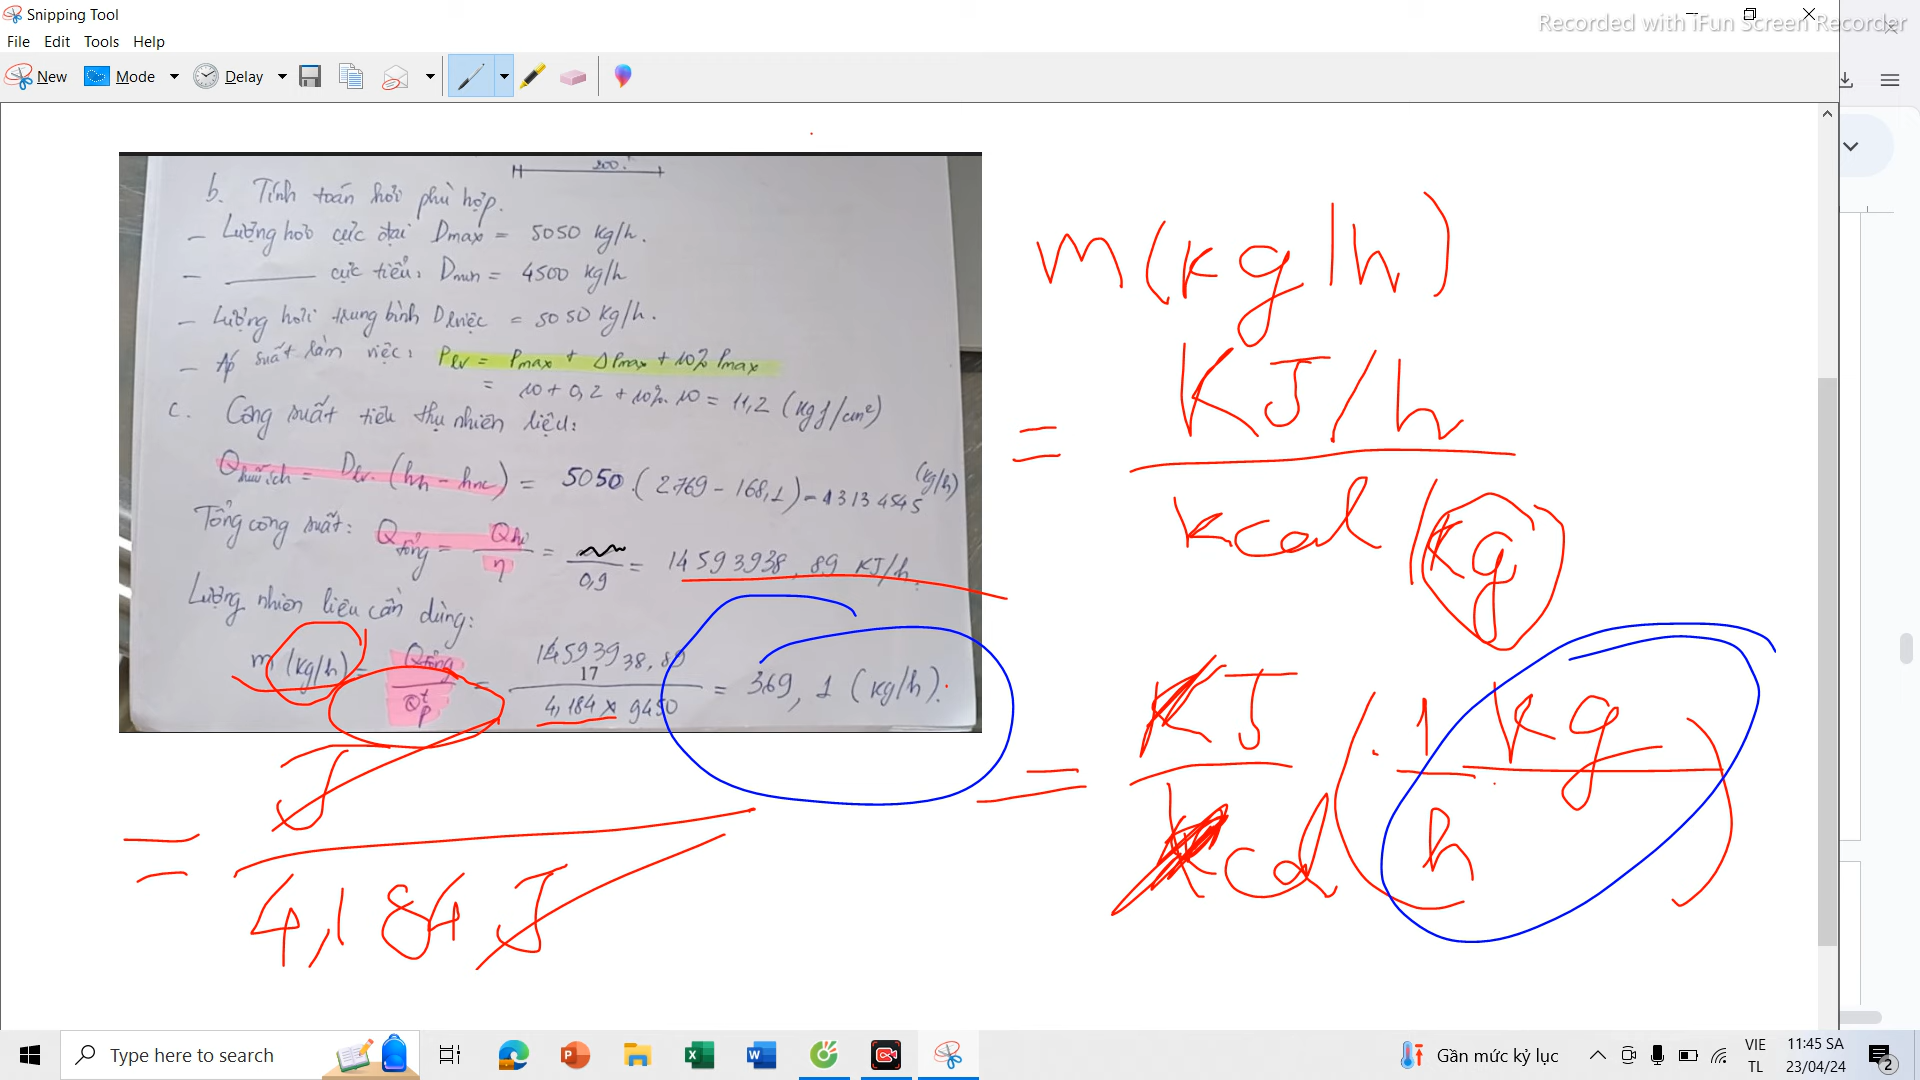 Snipping Tool
Recorded with iFun Screen Recorder
File Edit Tools Help
New Mode Delay
200.
b. Tính toán hơi phù hợp.
- Lượng hơi cực đại Dmax = 5050 kg/h.
- cực tiểu: Dmin = 4500 kg/h
- Lượng hơi trung bình Dlviệc = 5050 kg/h.
- Áp suất làm việc: Plv = Pmax + ΔPmax + 10% Pmax
= 10 + 0,2 + 10%.10 = 11,2 (kgf/cm²)
c. Công suất tiêu thụ nhiên liệu:
Qhữu ích = Dlv. (hh - hnc) = 5050.(2769 - 168,1) = 13134545 (kg/h)
Tổng công suất: Qtổng = Qhi / η = / 0,9 = 14593938,89 KJ/h.
Lượng nhiên liệu cần dùng:
m (kg/h) = Qtổng / Qtp = 14593938,89 / 4,184 x 9450 = 369,1 (kg/h).
17
m(kg/h)
= KJ/h
kcal/kg
= KJ / kcal ( . 1 / h . kg )
= J
4,184 J
Type here to search
Gần mức kỷ lục
VIE
TL
11:45 SA
23/04/24
2